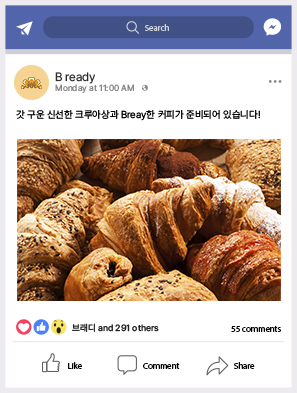 Search
B ready
Monday at 11:00 AM
갓 구운 신선한 크루아상과 Breay한 커피가 준비되어 있습니다!
브래디 and 291 others
55 comments
Like
Comment
Share